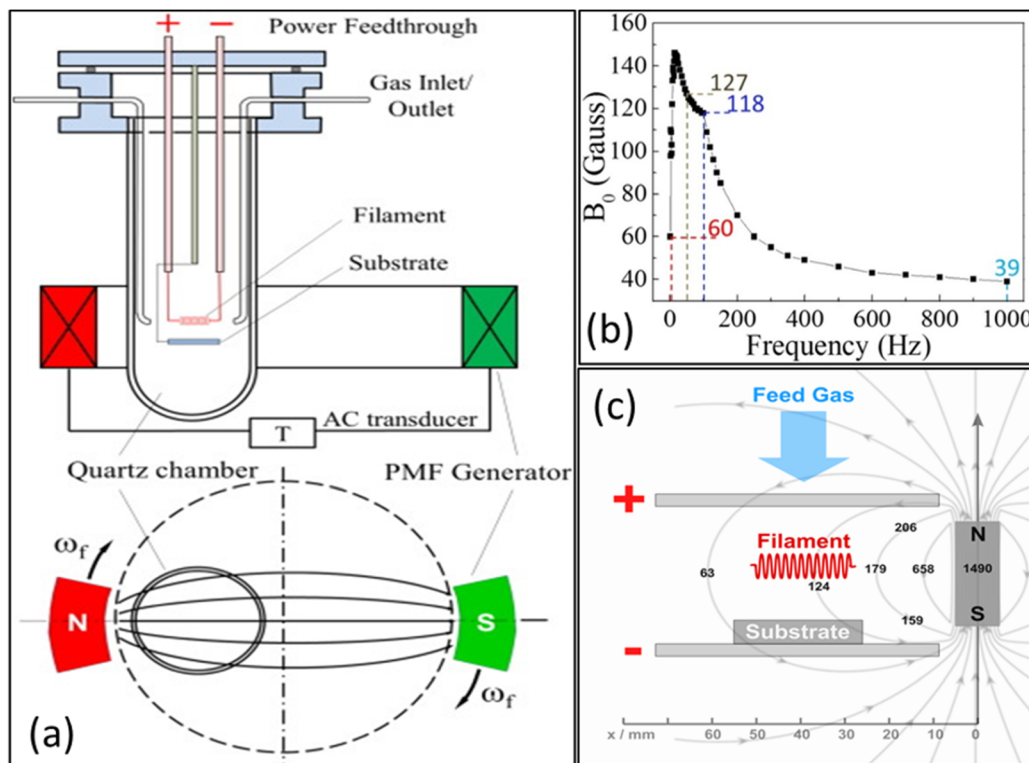 + −
Power Feedthrough
Gas Inlet/
Outlet
Filament
Substrate
T
AC transducer
Quartz chamber
PMF Generator
ωf
N
S
ωf
(a)
160
140
120
100
80
60
40
B0 (Gauss)
127
118
60
39
0 200 400 600 800 1000
Frequency (Hz)
(b)
(c)
Feed Gas
+
206
N
Filament
63
179
658
1490
124
S
159
Substrate
-
x / mm 60 50 40 30 20 10 0